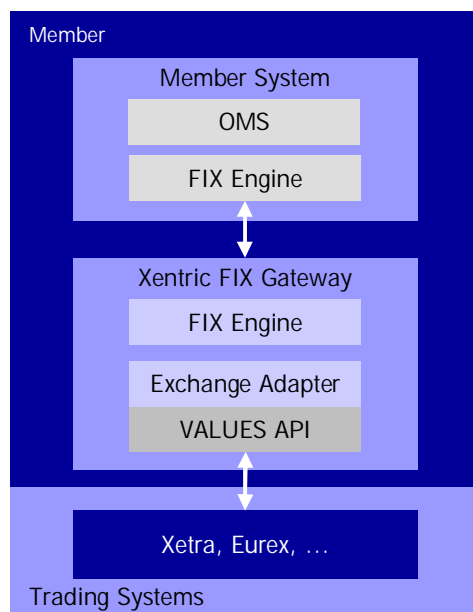 Member
Member System
OMS
FIX Engine
Xentric FIX Gateway
FIX Engine
Exchange Adapter
VALUES API
Xetra, Eurex, ...
Trading Systems